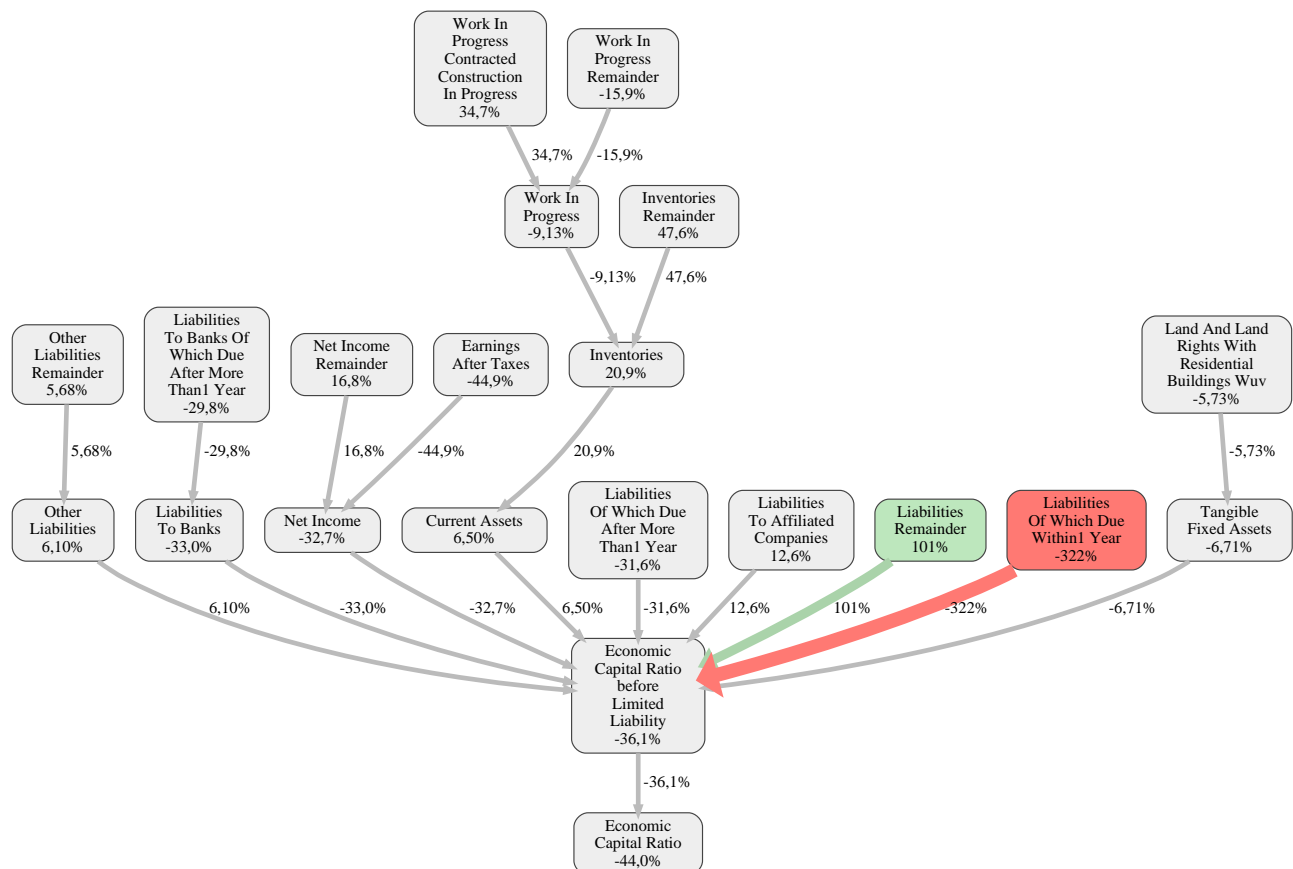 Work In
Progress
Contracted
Construction
In Progress
34,7%
Work In
Progress
Remainder
-15,9%
34,7%
-15,9%
Work In
Progress
-9,13%
Inventories
Remainder
47,6%
-9,13%
47,6%
Other
Liabilities
Remainder
5,68%
Liabilities
To Banks Of
Which Due
After More
Than1 Year
-29,8%
Net Income
Remainder
16,8%
Earnings
After Taxes
-44,9%
Inventories
20,9%
Land And Land
Rights With
Residential
Buildings Wuv
-5,73%
5,68%
-29,8%
16,8%
-44,9%
20,9%
-5,73%
Other
Liabilities
6,10%
Liabilities
To Banks
-33,0%
Net Income
-32,7%
Current Assets
6,50%
Liabilities
Of Which Due
After More
Than1 Year
-31,6%
Liabilities
To Affiliated
Companies
12,6%
Liabilities
Remainder
101%
Liabilities
Of Which Due
Within1 Year
-322%
Tangible
Fixed Assets
-6,71%
6,10%
-33,0%
-32,7%
6,50%
-31,6%
12,6%
101%
-322%
-6,71%
Economic
Capital Ratio
before
Limited
Liability
-36,1%
-36,1%
Economic
Capital Ratio
-44,0%